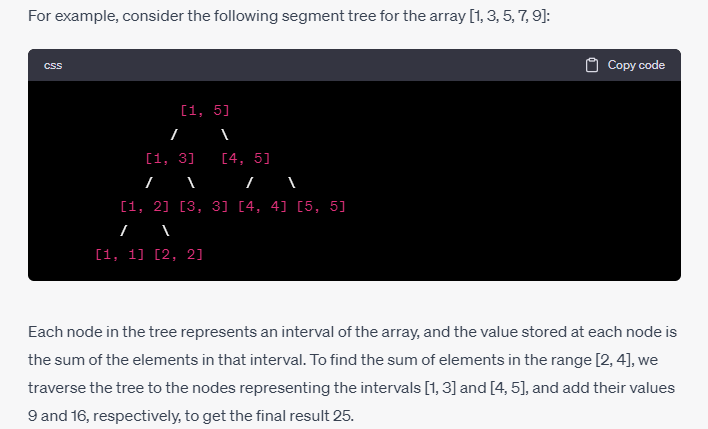 For example, consider the following segment tree for the array [1, 3, 5, 7, 9]:
css
Copy code
[1, 5]
/ \
[1, 3] [4, 5]
/ \ / \
[1, 2] [3, 3] [4, 4] [5, 5]
/ \
[1, 1] [2, 2]
Each node in the tree represents an interval of the array, and the value stored at each node is
the sum of the elements in that interval. To find the sum of elements in the range [2, 4], we
traverse the tree to the nodes representing the intervals [1, 3] and [4, 5], and add their values
9 and 16, respectively, to get the final result 25.